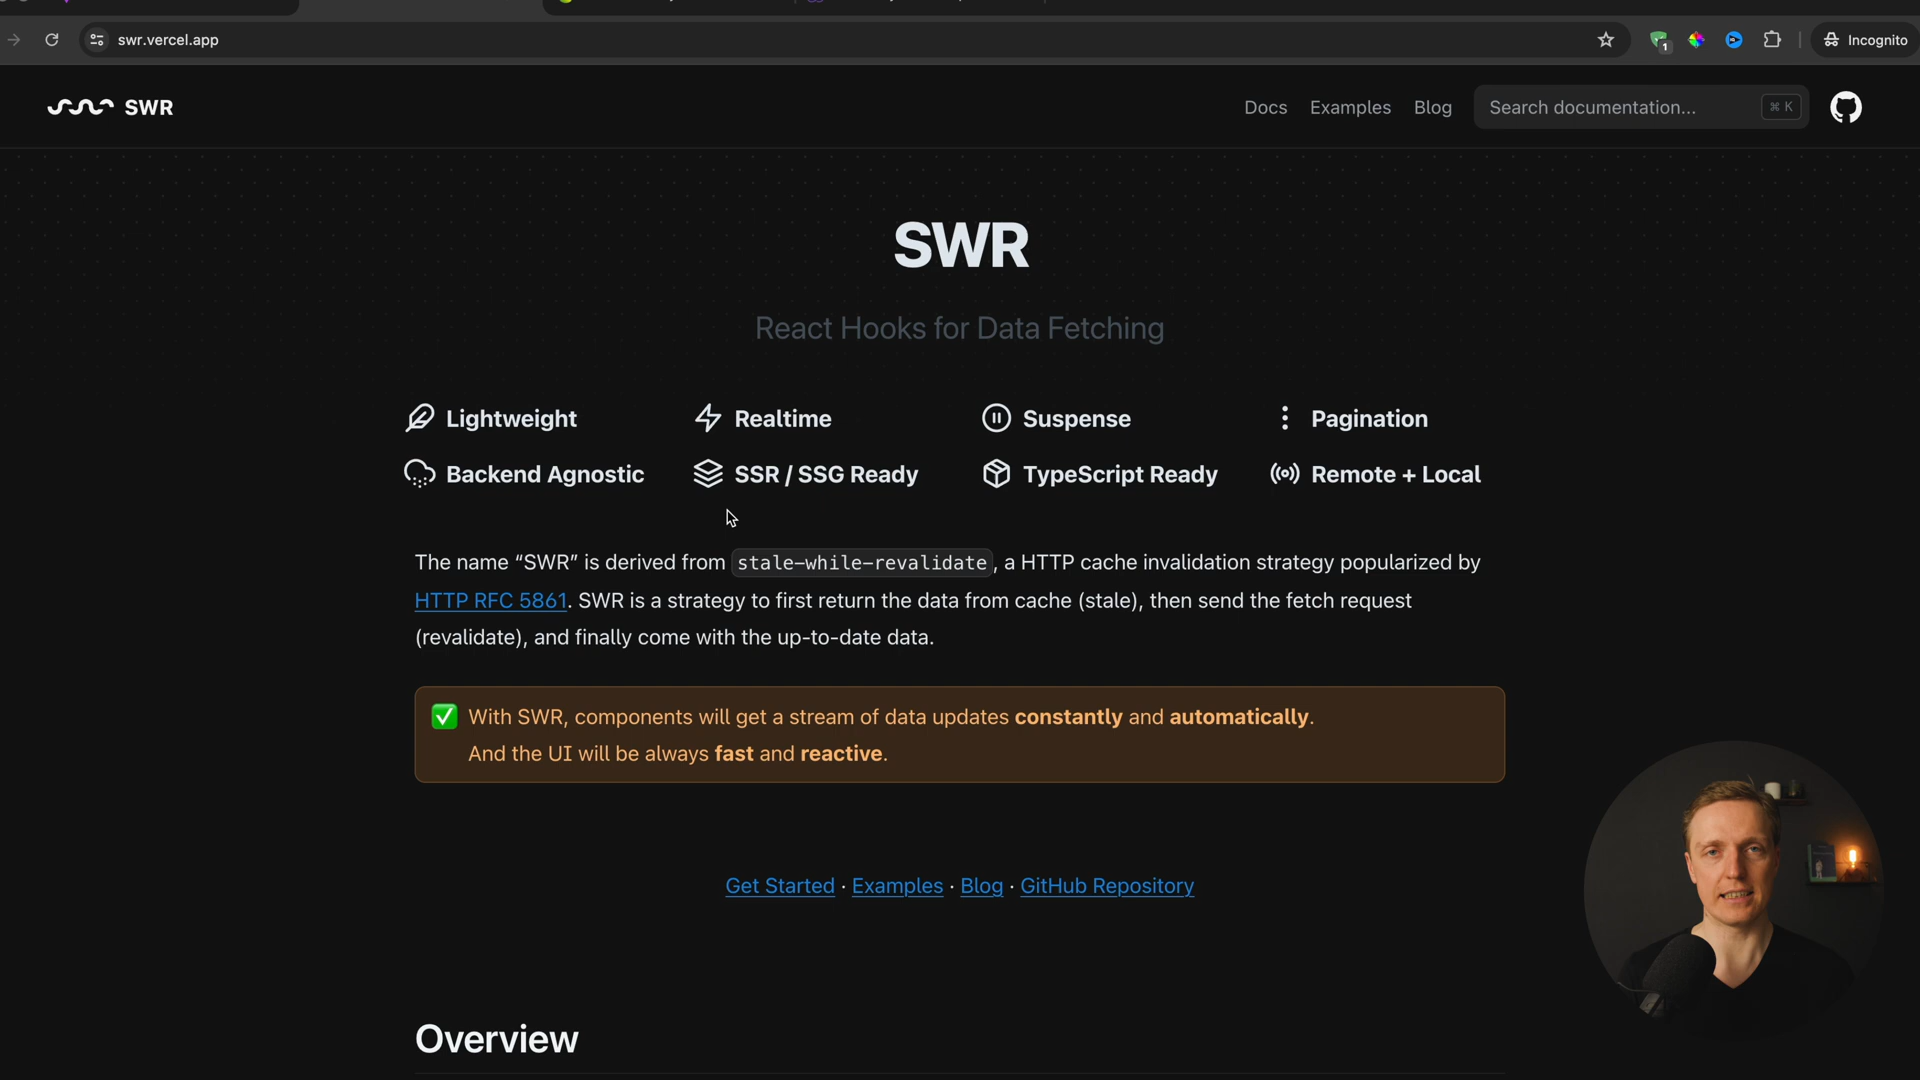 swr.vercel.app
1
Incognito
SWR
Docs
Examples
Blog
Search documentation...
⌘ K
SWR
React Hooks for Data Fetching
Lightweight
Realtime
Suspense
Pagination
Backend Agnostic
SSR / SSG Ready
TypeScript Ready
Remote + Local
The name “SWR” is derived from stale-while-revalidate, a HTTP cache invalidation strategy popularized by
HTTP RFC 5861. SWR is a strategy to first return the data from cache (stale), then send the fetch request
(revalidate), and finally come with the up-to-date data.
✅ With SWR, components will get a stream of data updates constantly and automatically.
And the UI will be always fast and reactive.
Get Started · Examples · Blog · GitHub Repository
Overview